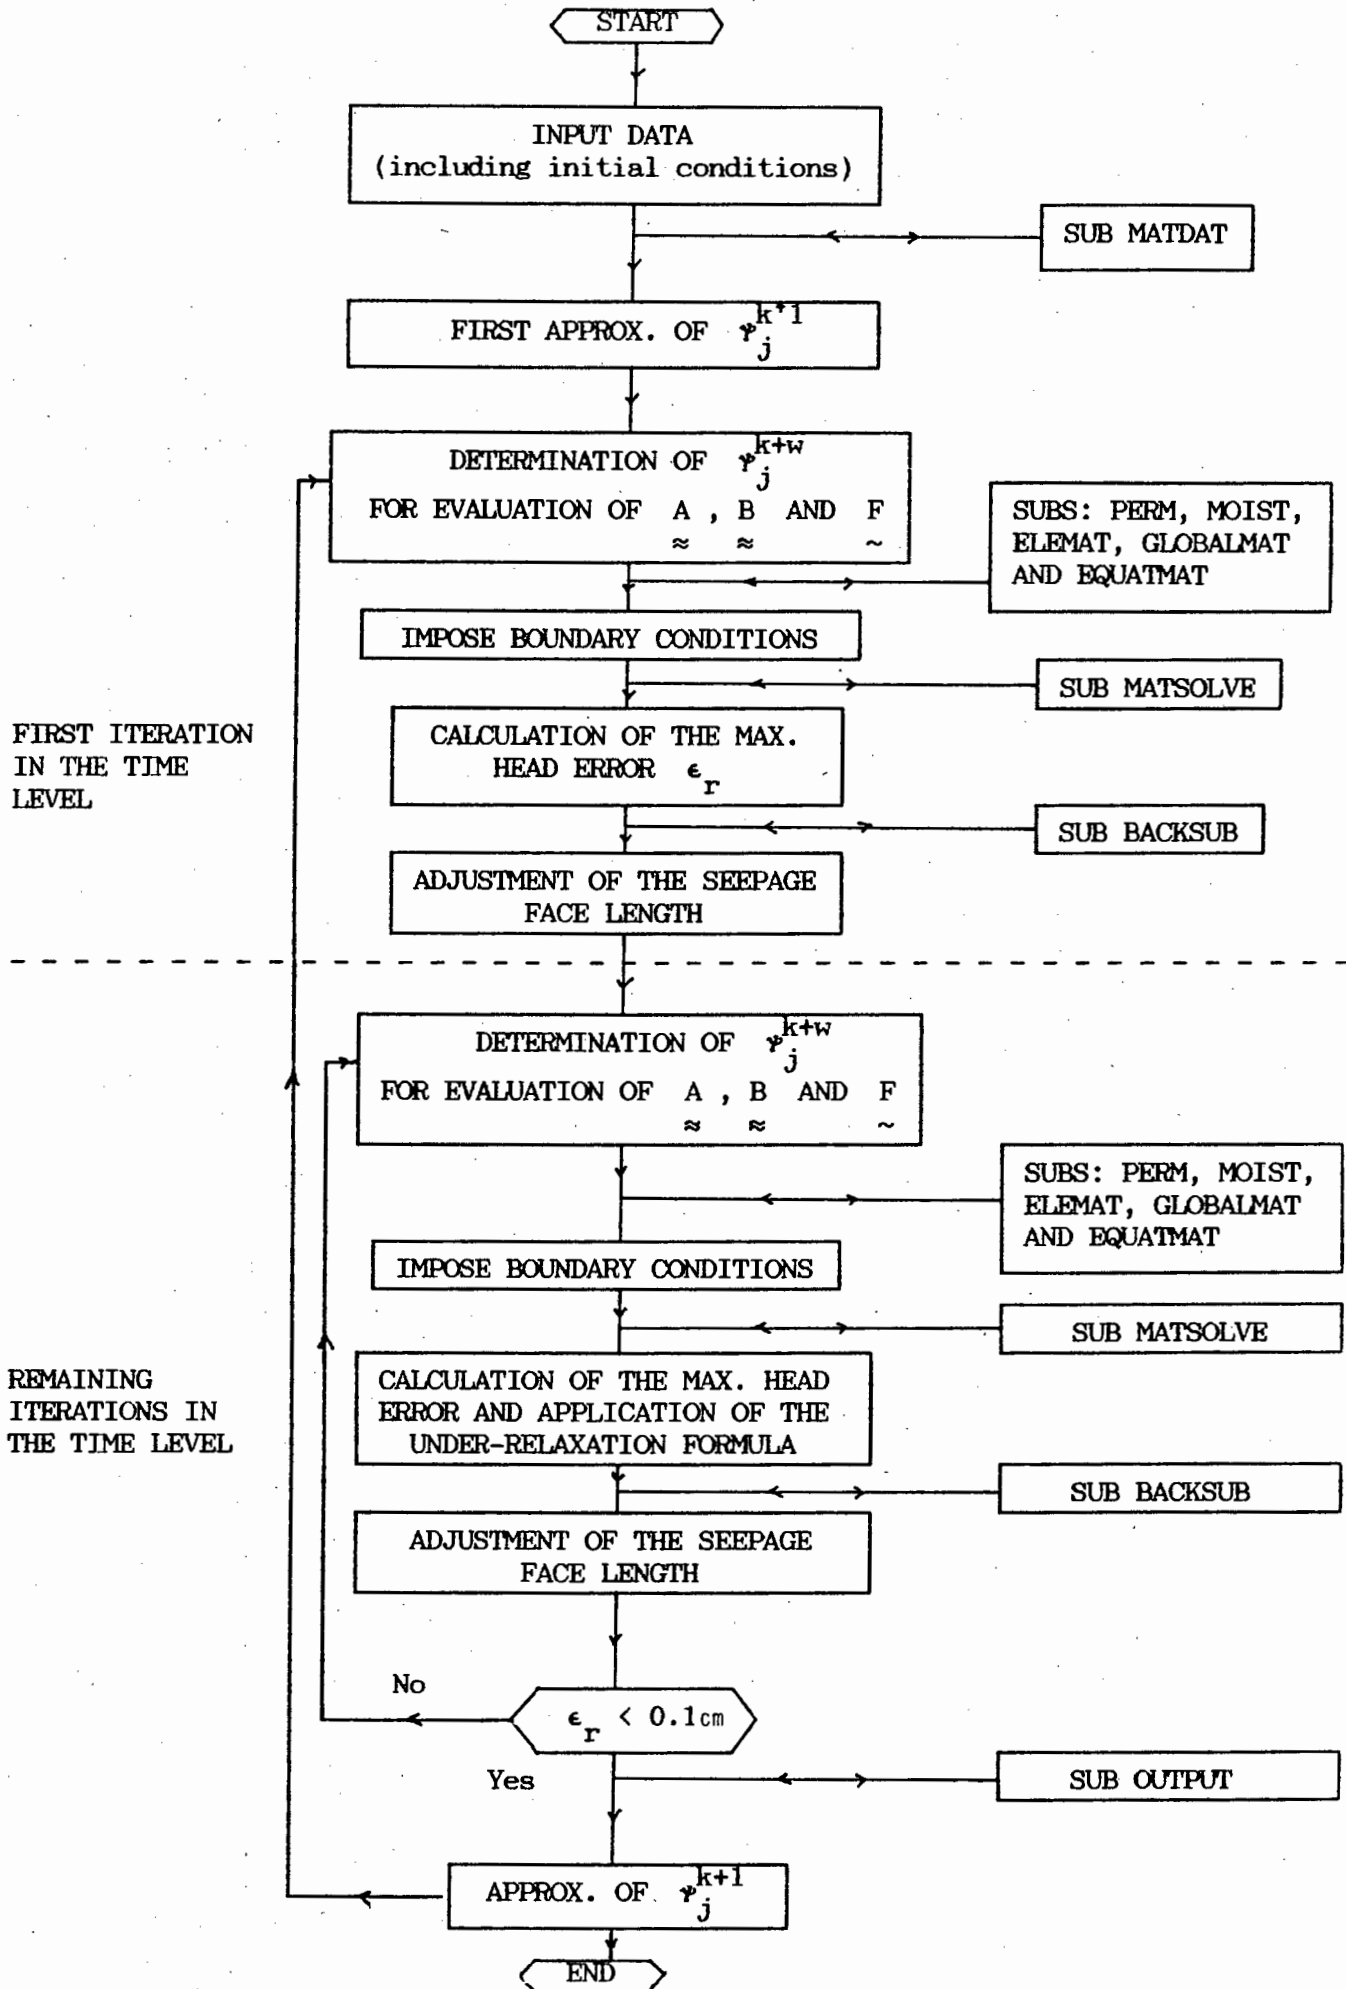 START
INPUT DATA
(including initial conditions)
SUB MATDAT
FIRST APPROX. OF ψ_j^{k+1}
DETERMINATION OF ψ_j^{k+w}
FOR EVALUATION OF A , B AND F
≈ ≈ ~
SUBS: PERM, MOIST,
ELEMAT, GLOBALMAT
AND EQUATMAT
IMPOSE BOUNDARY CONDITIONS
SUB MATSOLVE
FIRST ITERATION
IN THE TIME
LEVEL
CALCULATION OF THE MAX.
HEAD ERROR ϵ_r
SUB BACKSUB
ADJUSTMENT OF THE SEEPAGE
FACE LENGTH
DETERMINATION OF ψ_j^{k+w}
FOR EVALUATION OF A , B AND F
≈ ≈ ~
SUBS: PERM, MOIST,
ELEMAT, GLOBALMAT
AND EQUATMAT
IMPOSE BOUNDARY CONDITIONS
SUB MATSOLVE
REMAINING
ITERATIONS IN
THE TIME LEVEL
CALCULATION OF THE MAX. HEAD
ERROR AND APPLICATION OF THE
UNDER-RELAXATION FORMULA
SUB BACKSUB
ADJUSTMENT OF THE SEEPAGE
FACE LENGTH
No
ϵ_r < 0.1cm
Yes
SUB OUTPUT
APPROX. OF ψ_j^{k+1}
END